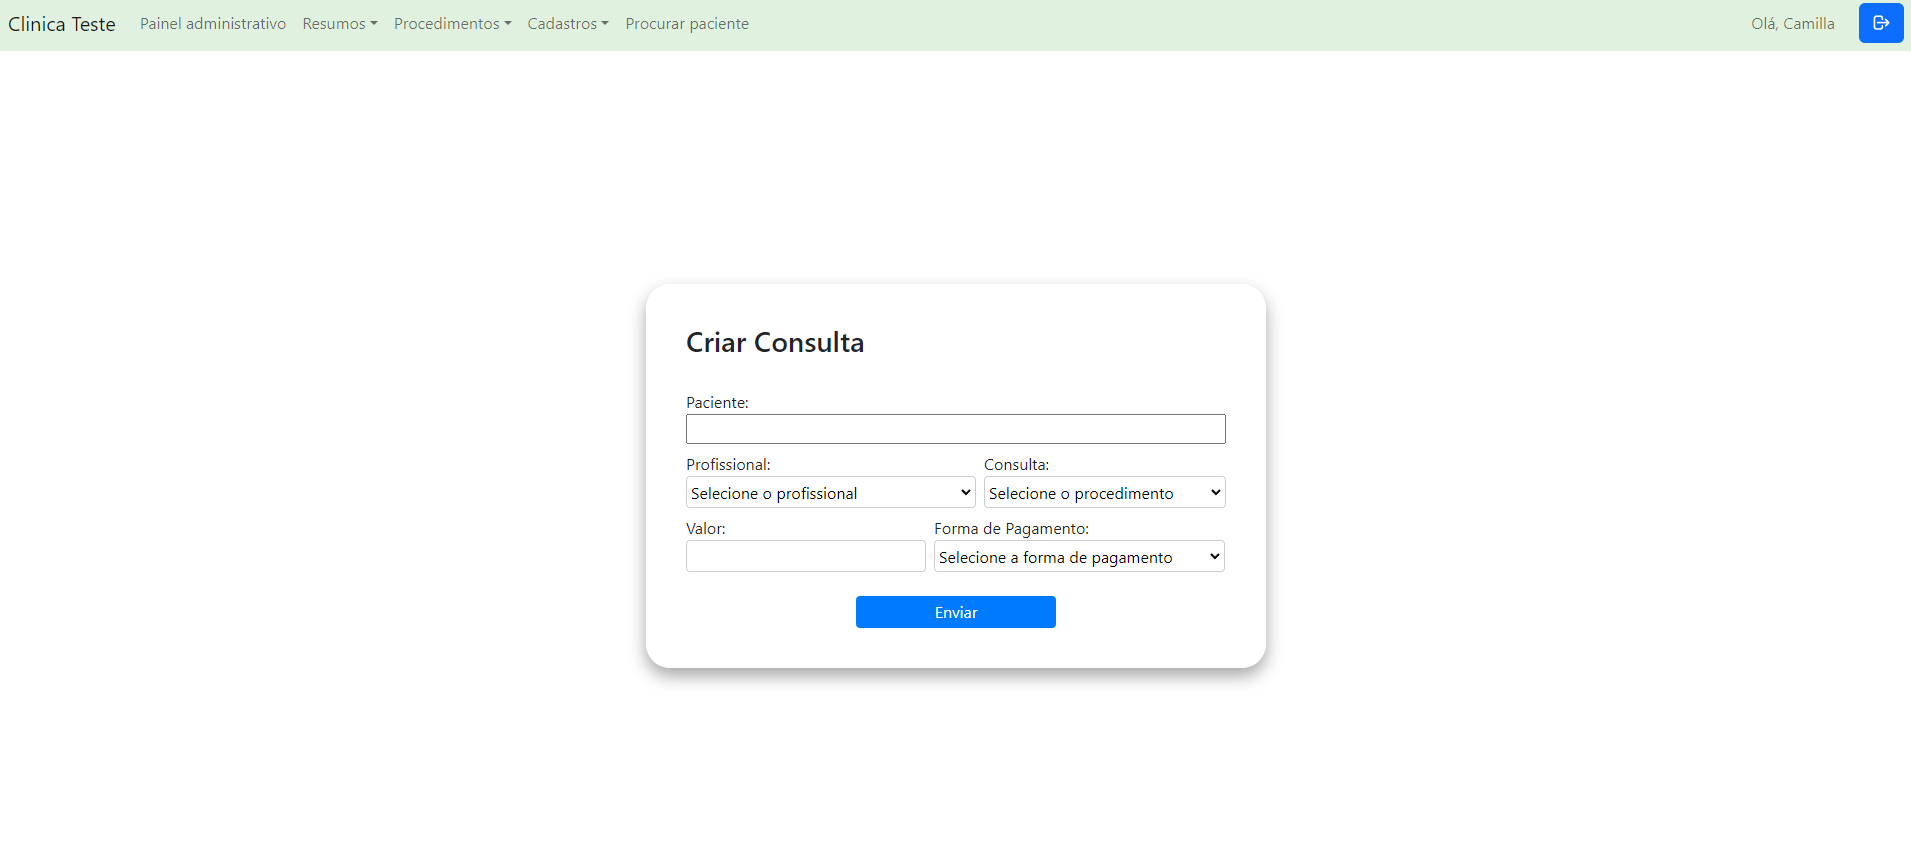 Clinica Teste Painel administrativo Resumos Procedimentos Cadastros Procurar paciente Olá, Camilla
Criar Consulta
Paciente:
Profissional: Consulta:
Selecione o profissional Selecione o procedimento
Valor: Forma de Pagamento:
Selecione a forma de pagamento
Enviar